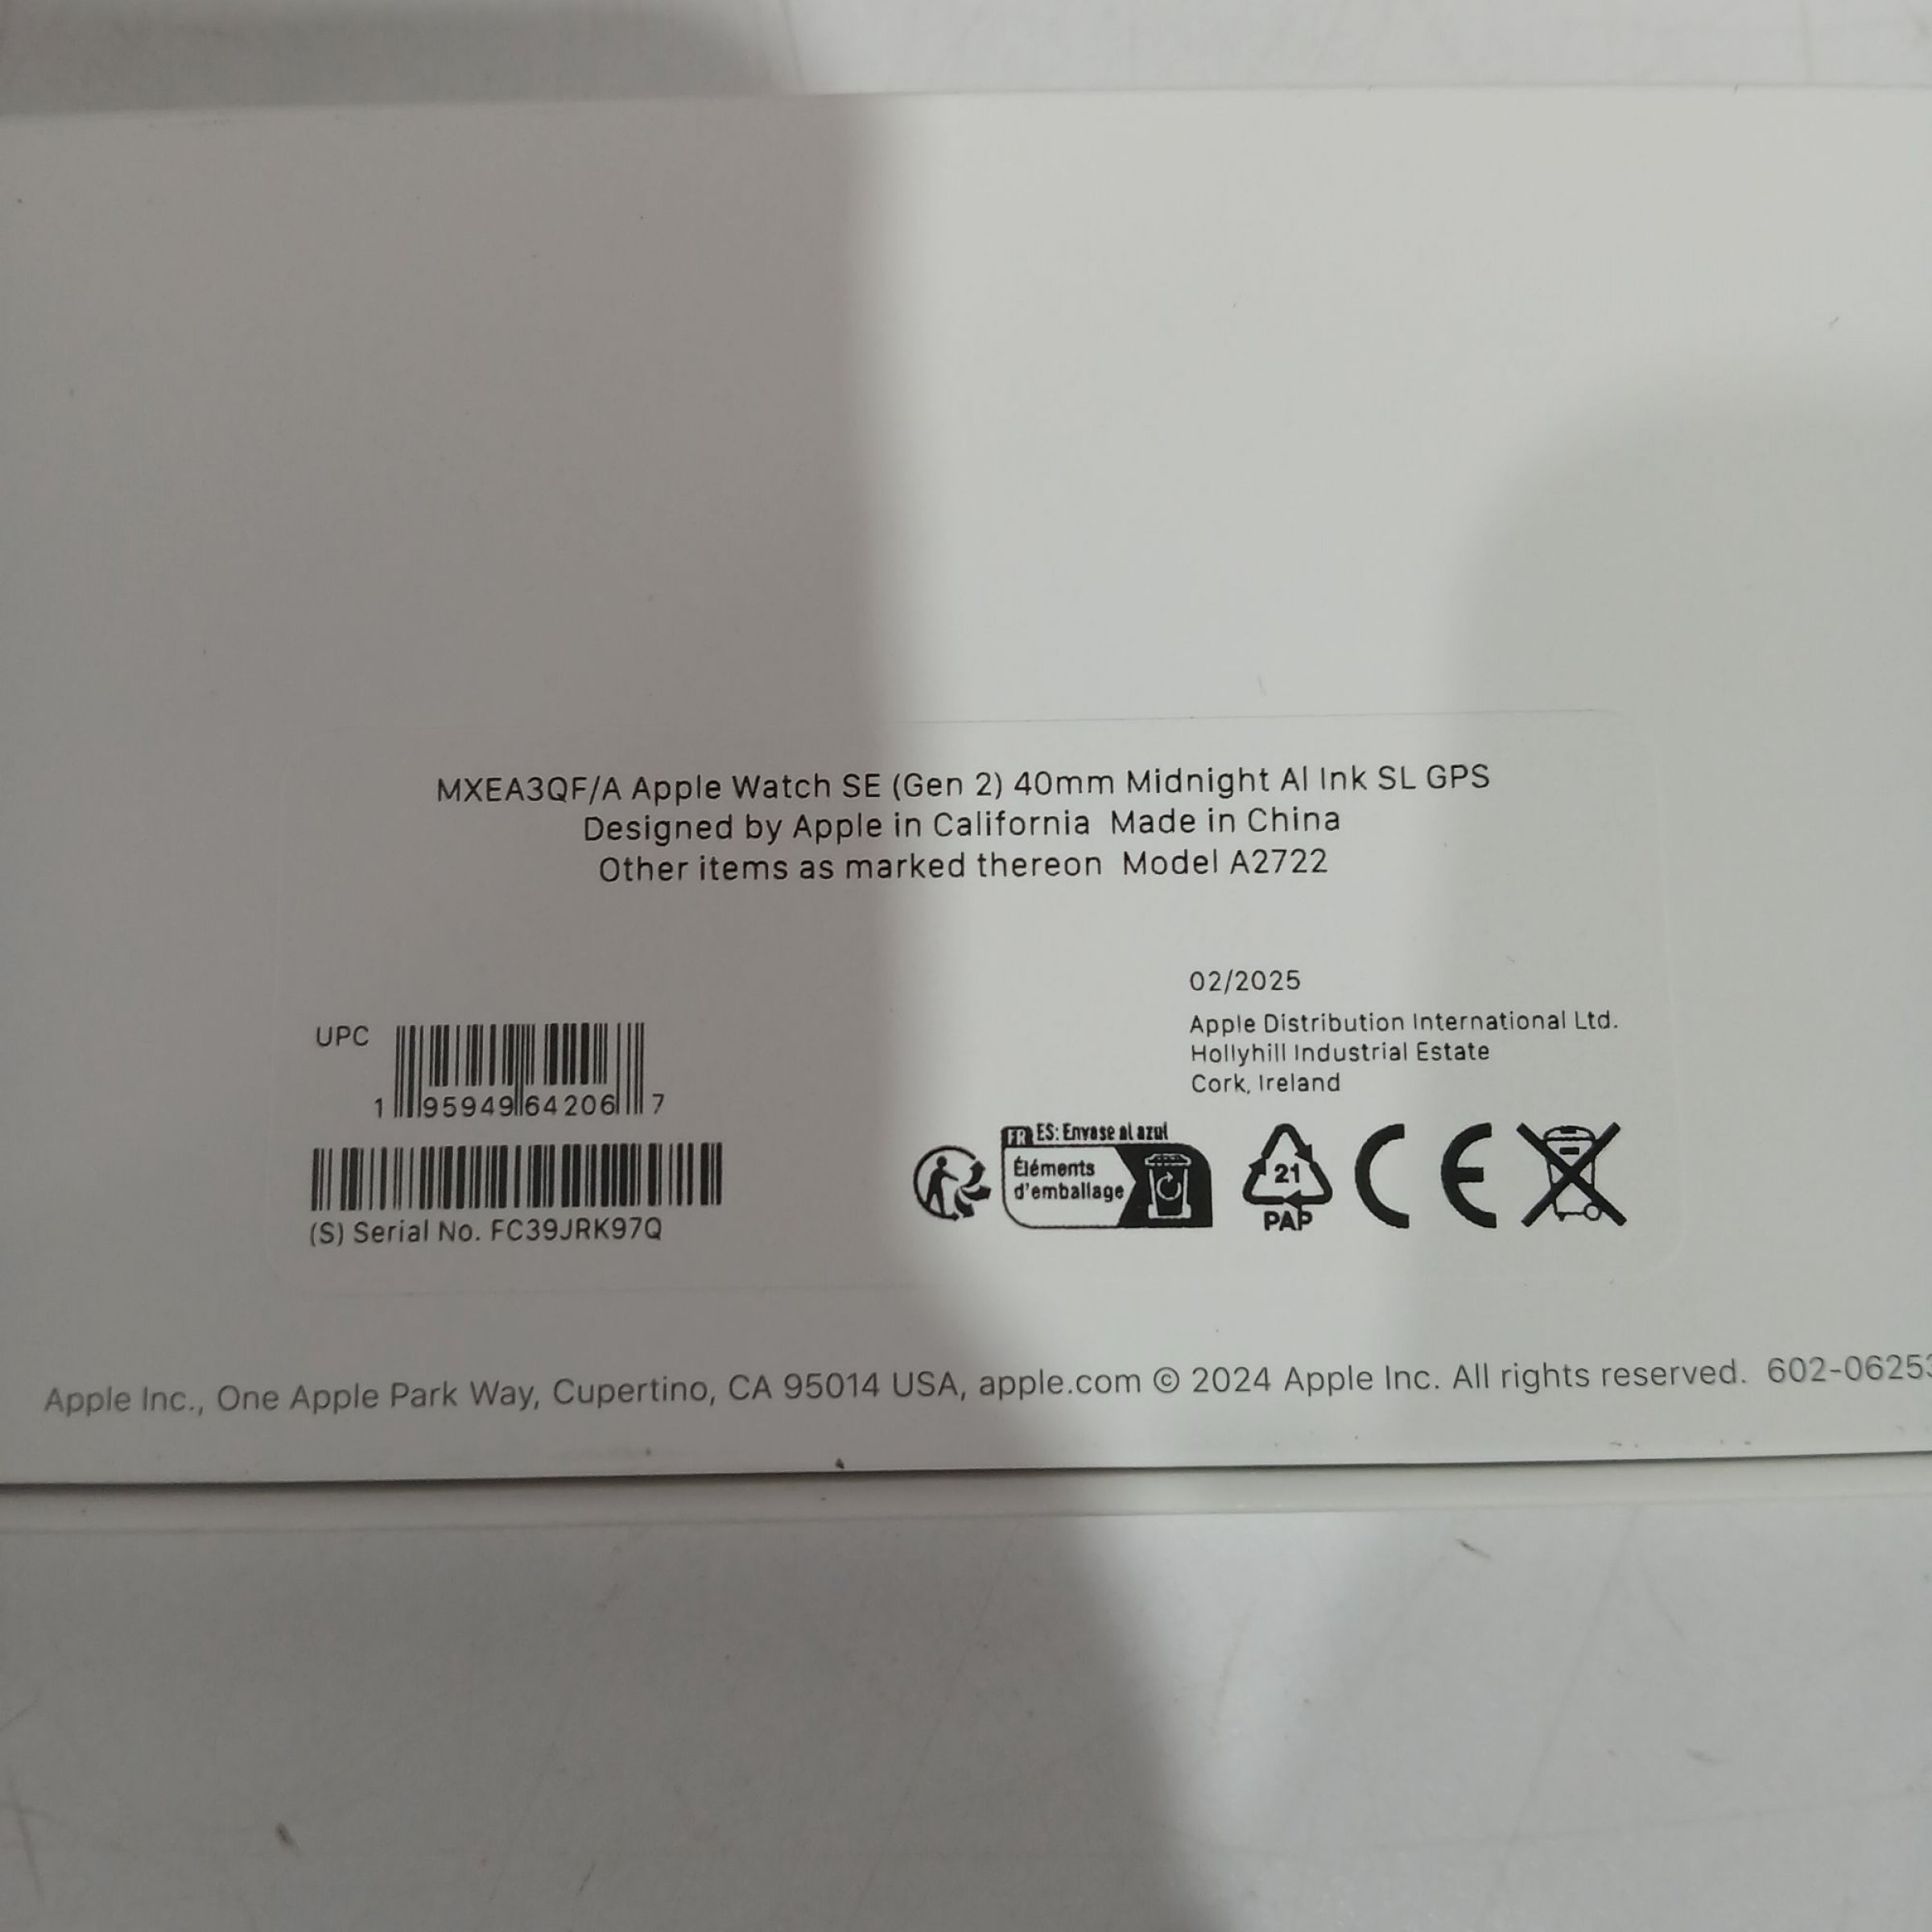 MXEA3QF/A Apple Watch SE (Gen 2) 40mm Midnight Al Ink SL GPS
Designed by Apple in California Made in China
Other items as marked thereon Model A2722
02/2025
Apple Distribution International Ltd.
Hollyhill Industrial Estate
Cork, Ireland
UPC
1 95949 64206 7
(S) Serial No. FC39JRK97Q
FR ES: Envase al azul
Éléments
d'emballage
21
PAP
CE
Apple Inc., One Apple Park Way, Cupertino, CA 95014 USA, apple.com © 2024 Apple Inc. All rights reserved.